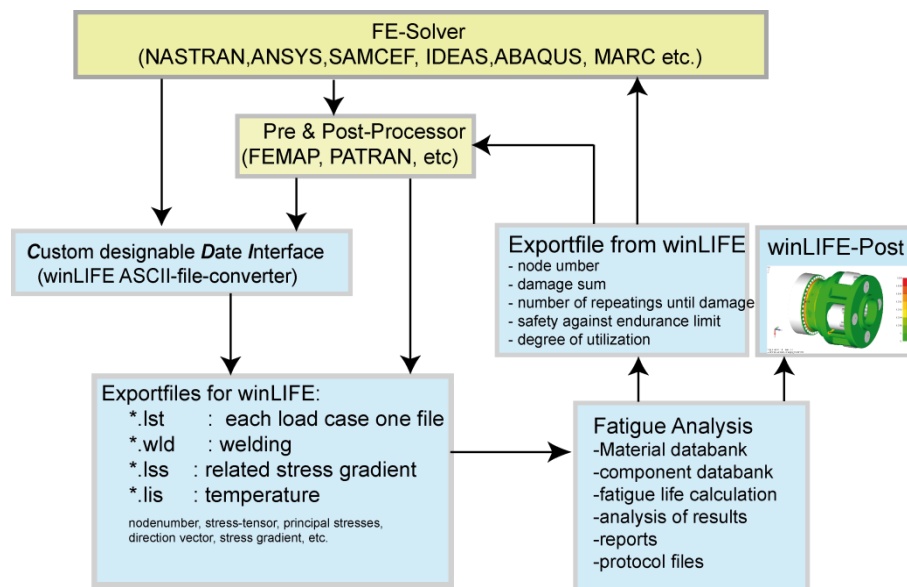 FE-Solver
(NASTRAN,ANSYS,SAMCEF, IDEAS,ABAQUS, MARC etc.)
Pre & Post-Processor
(FEMAP, PATRAN, etc)
Custom designable Date Interface
(winLIFE ASCII-file-converter)
Exportfile from winLIFE
- node umber
- damage sum
- number of repeatings until damage
- safety against endurance limit
- degree of utilization
winLIFE-Post
Exportfiles for winLIFE:
*.lst : each load case one file
*.wld : welding
*.lss : related stress gradient
*.lis : temperature
nodenumber, stress-tensor, principal stresses,
direction vector, stress gradient, etc.
Fatigue Analysis
-Material databank
-component databank
-fatigue life calculation
-analysis of results
-reports
-protocol files